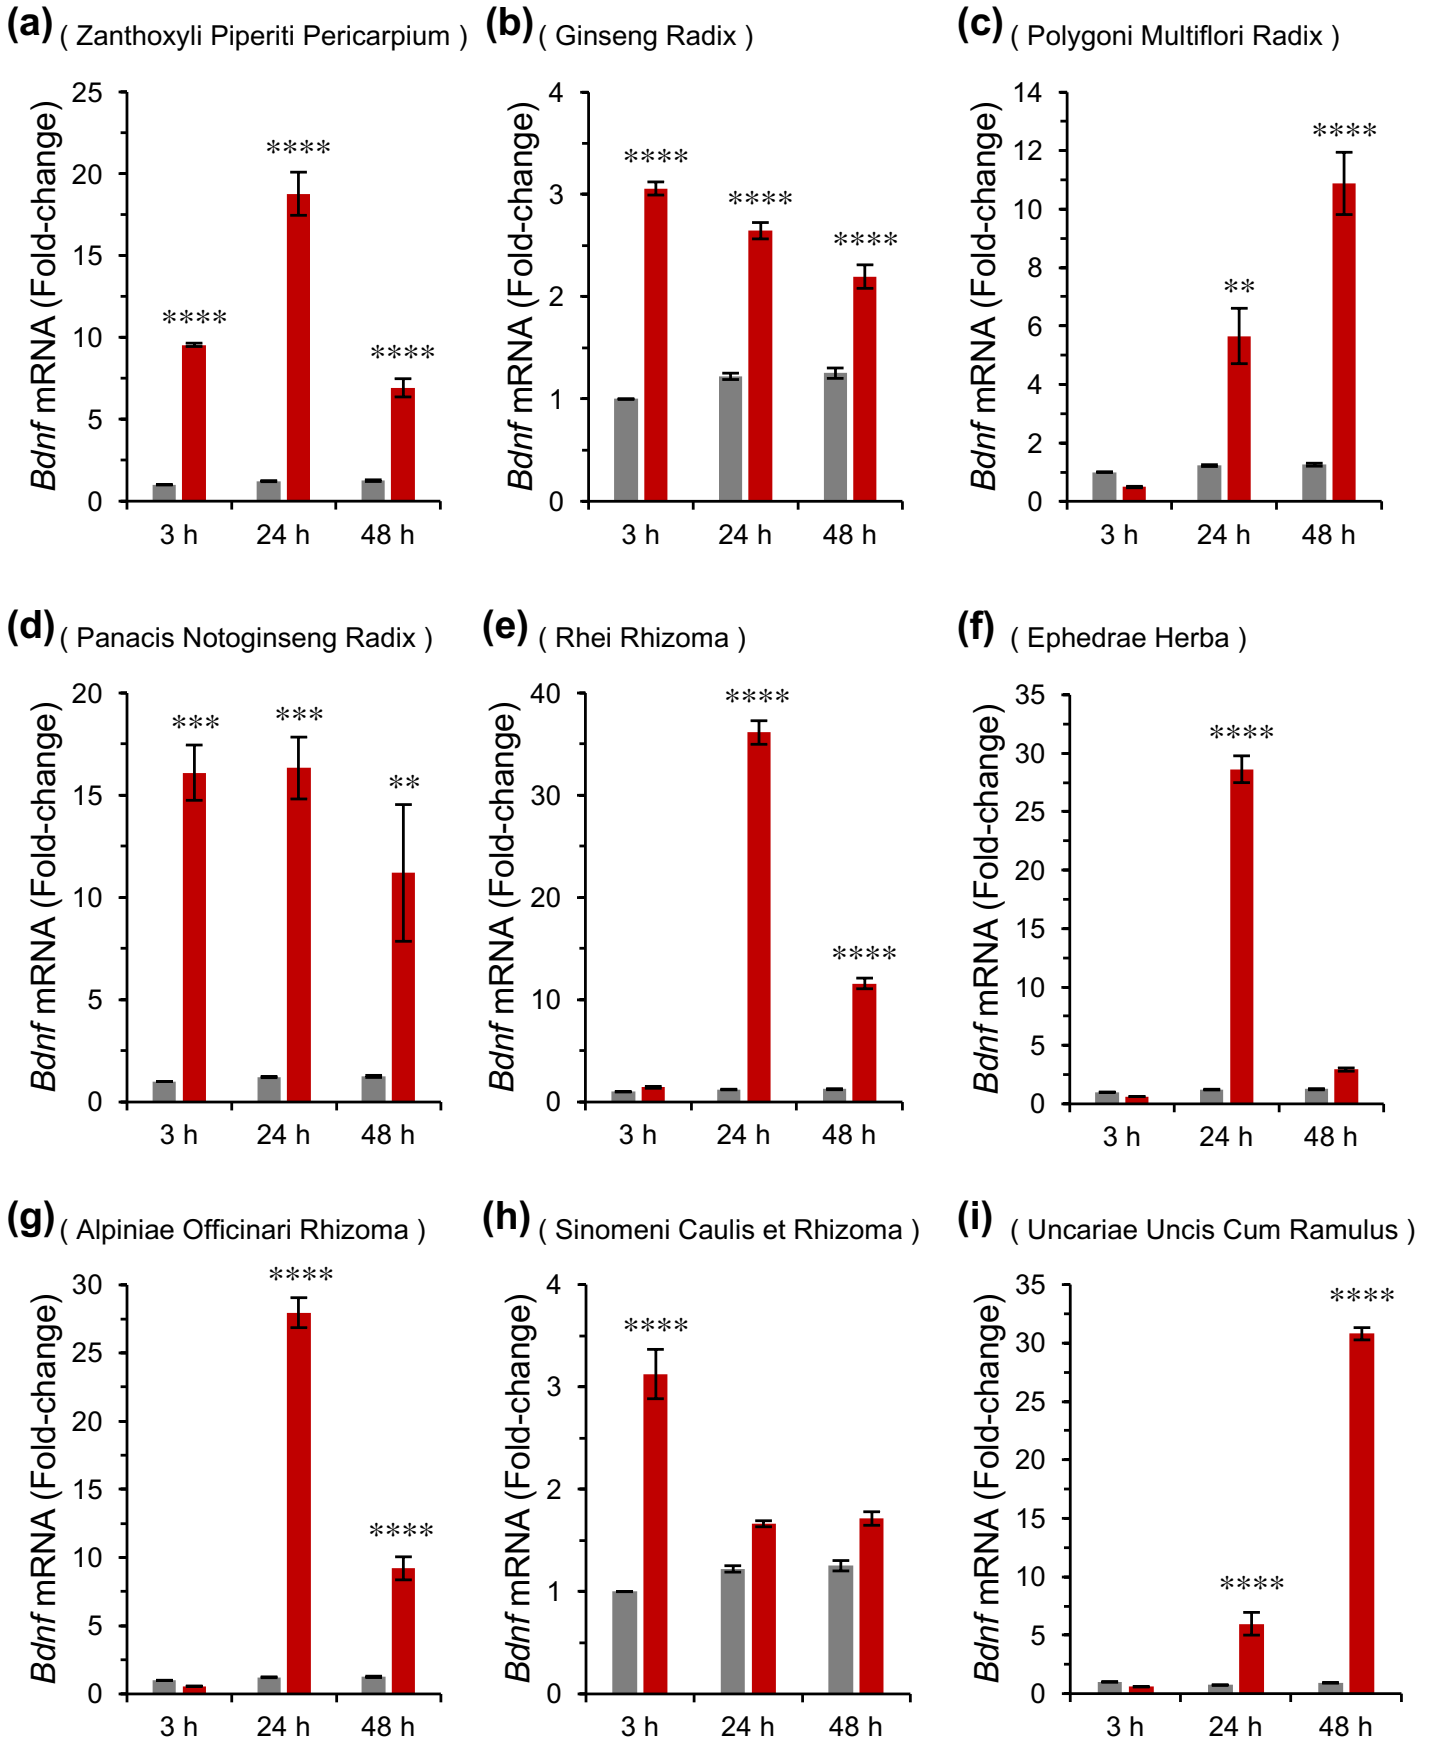 (a) ( Zanthoxyli Piperiti Pericarpium )
Bdnf mRNA (Fold-change)
25
20
15
10
5
0
****
****
****
3 h 24 h 48 h
(b) ( Ginseng Radix )
Bdnf mRNA (Fold-change)
4
3
2
1
0
****
****
****
3 h 24 h 48 h
(c) ( Polygoni Multiflori Radix )
Bdnf mRNA (Fold-change)
14
12
10
8
6
4
2
0
**
****
3 h 24 h 48 h
(d) ( Panacis Notoginseng Radix )
Bdnf mRNA (Fold-change)
20
15
10
5
0
***
***
**
3 h 24 h 48 h
(e) ( Rhei Rhizoma )
Bdnf mRNA (Fold-change)
40
30
20
10
0
****
****
3 h 24 h 48 h
(f) ( Ephedrae Herba )
Bdnf mRNA (Fold-change)
35
30
25
20
15
10
5
0
****
3 h 24 h 48 h
(g) ( Alpiniae Officinari Rhizoma )
Bdnf mRNA (Fold-change)
30
25
20
15
10
5
0
****
****
3 h 24 h 48 h
(h) ( Sinomeni Caulis et Rhizoma )
Bdnf mRNA (Fold-change)
4
3
2
1
0
****
3 h 24 h 48 h
(i) ( Uncariae Uncis Cum Ramulus )
Bdnf mRNA (Fold-change)
35
30
25
20
15
10
5
0
****
****
3 h 24 h 48 h